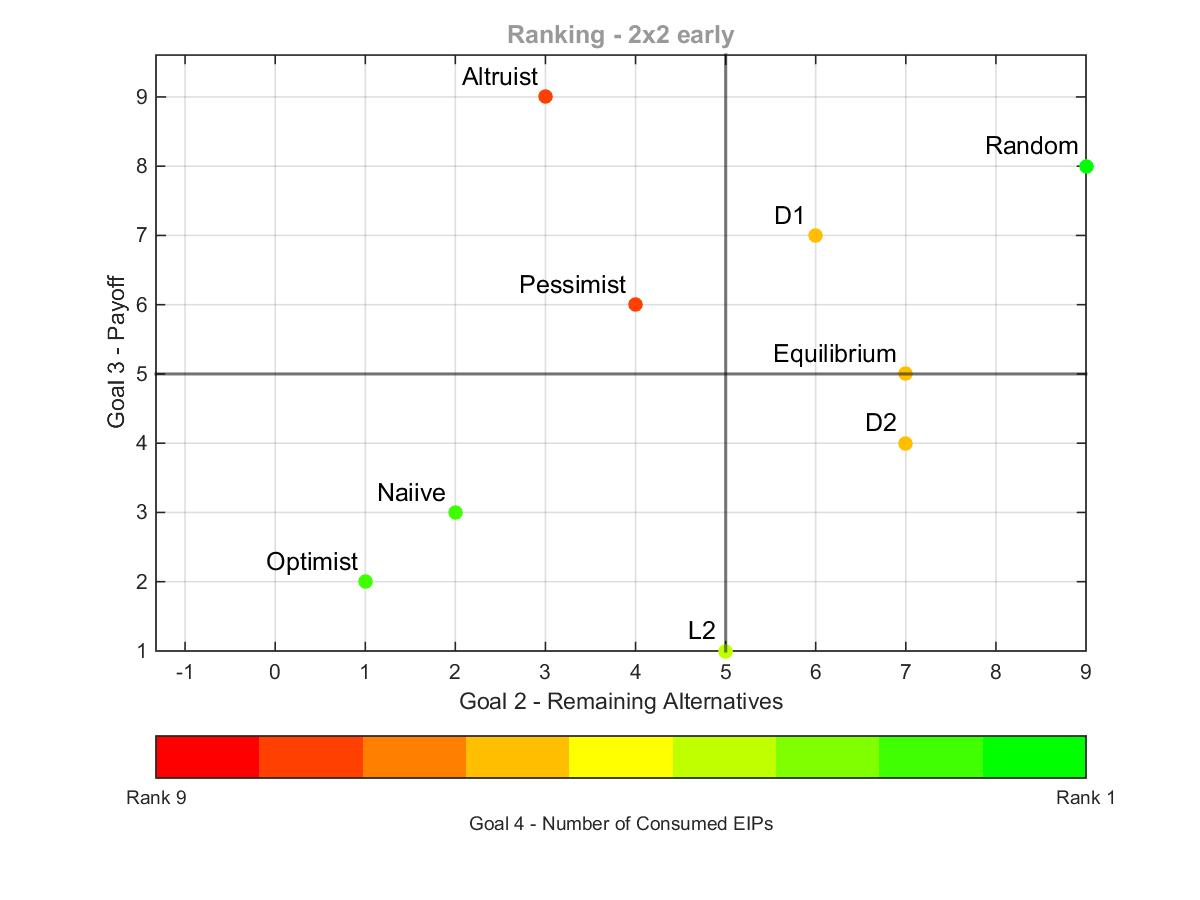 Ranking - 2x2 early
Altruist
Random
D1
Pessimist
Equilibrium
D2
Naiive
Optimist
L2
Goal 3 - Payoff
9
8
7
6
5
4
3
2
1
-1 0 1 2 3 4 5 6 7 8 9
Goal 2 - Remaining Alternatives
Rank 9 Rank 1
Goal 4 - Number of Consumed EIPs